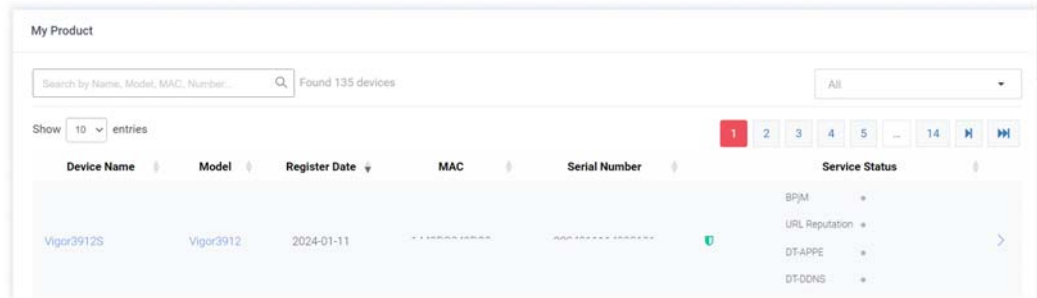 My Product
Search by Name, Model, MAC, Number... Found 135 devices All
Show 10 entries 1 2 3 4 5 ... 14
Device Name Model Register Date MAC Serial Number Service Status
BPjM
URL Reputation
Vigor3912S Vigor3912 2024-01-11
DT-APPE
DT-DDNS